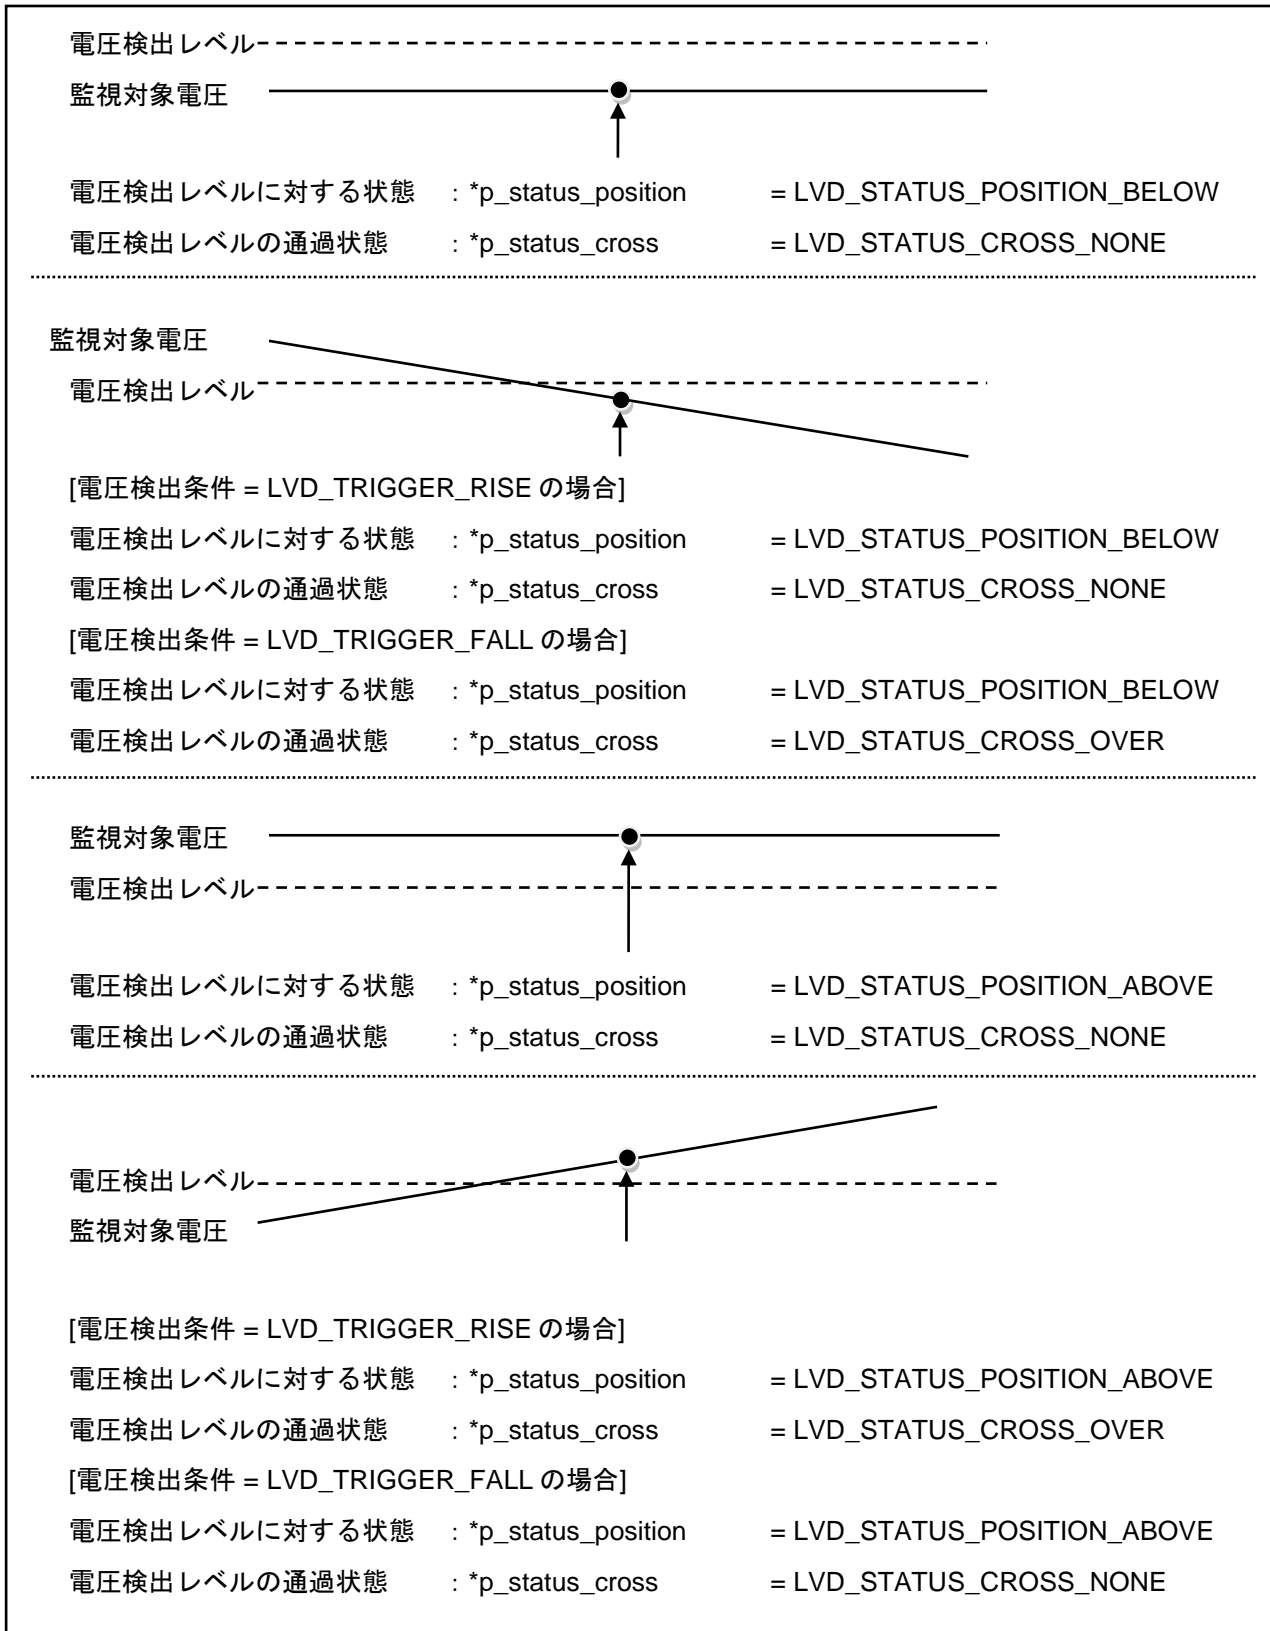 電圧検出レベル
監視対象電圧
電圧検出レベルに対する状態 : *p_status_position = LVD_STATUS_POSITION_BELOW
電圧検出レベルの通過状態 : *p_status_cross = LVD_STATUS_CROSS_NONE
監視対象電圧
電圧検出レベル
[電圧検出条件 = LVD_TRIGGER_RISE の場合]
電圧検出レベルに対する状態 : *p_status_position = LVD_STATUS_POSITION_BELOW
電圧検出レベルの通過状態 : *p_status_cross = LVD_STATUS_CROSS_NONE
[電圧検出条件 = LVD_TRIGGER_FALL の場合]
電圧検出レベルに対する状態 : *p_status_position = LVD_STATUS_POSITION_BELOW
電圧検出レベルの通過状態 : *p_status_cross = LVD_STATUS_CROSS_OVER
監視対象電圧
電圧検出レベル
電圧検出レベルに対する状態 : *p_status_position = LVD_STATUS_POSITION_ABOVE
電圧検出レベルの通過状態 : *p_status_cross = LVD_STATUS_CROSS_NONE
電圧検出レベル
監視対象電圧
[電圧検出条件 = LVD_TRIGGER_RISE の場合]
電圧検出レベルに対する状態 : *p_status_position = LVD_STATUS_POSITION_ABOVE
電圧検出レベルの通過状態 : *p_status_cross = LVD_STATUS_CROSS_OVER
[電圧検出条件 = LVD_TRIGGER_FALL の場合]
電圧検出レベルに対する状態 : *p_status_position = LVD_STATUS_POSITION_ABOVE
電圧検出レベルの通過状態 : *p_status_cross = LVD_STATUS_CROSS_NONE